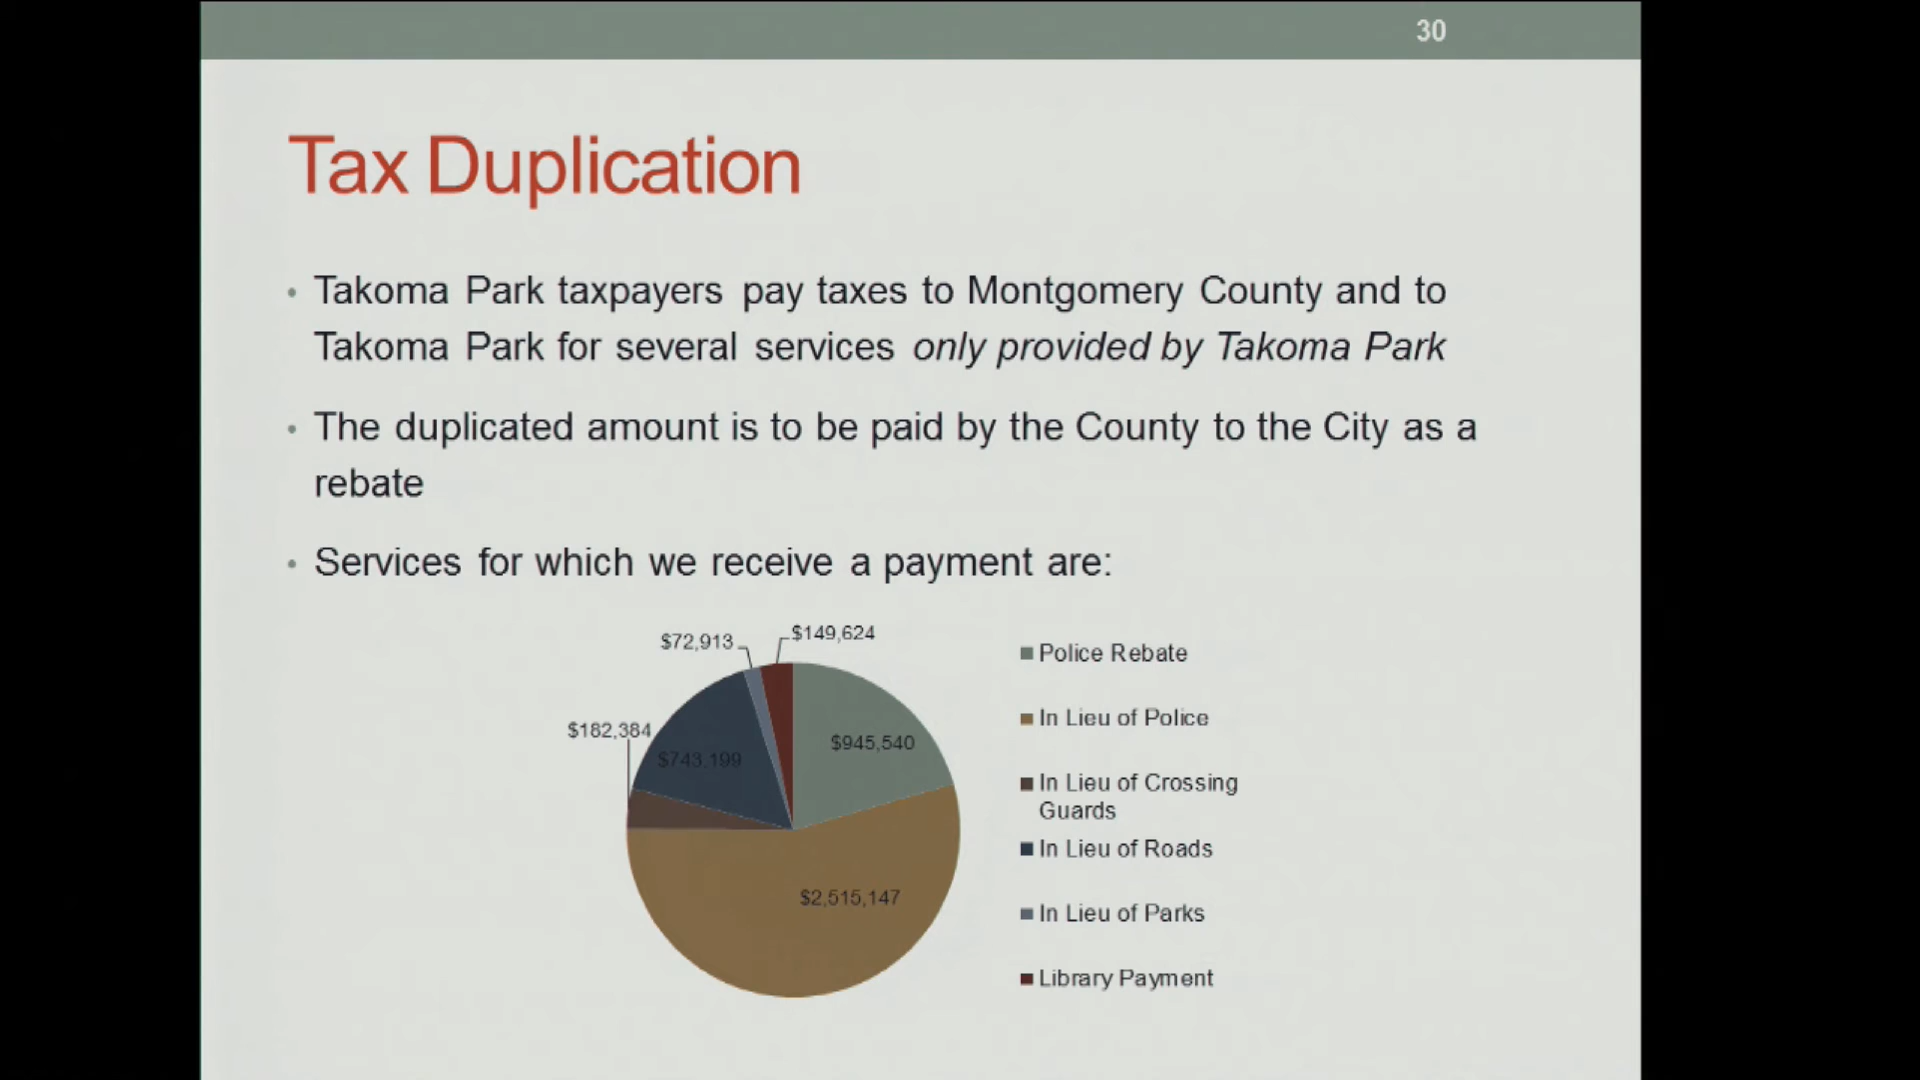 30
Tax Duplication
• Takoma Park taxpayers pay taxes to Montgomery County and to
Takoma Park for several services only provided by Takoma Park
• The duplicated amount is to be paid by the County to the City as a
rebate
• Services for which we receive a payment are:
$72,913
$149,624
$182,384
$743,199
$945,540
$2,515,147
Police Rebate
In Lieu of Police
In Lieu of Crossing
Guards
In Lieu of Roads
In Lieu of Parks
Library Payment